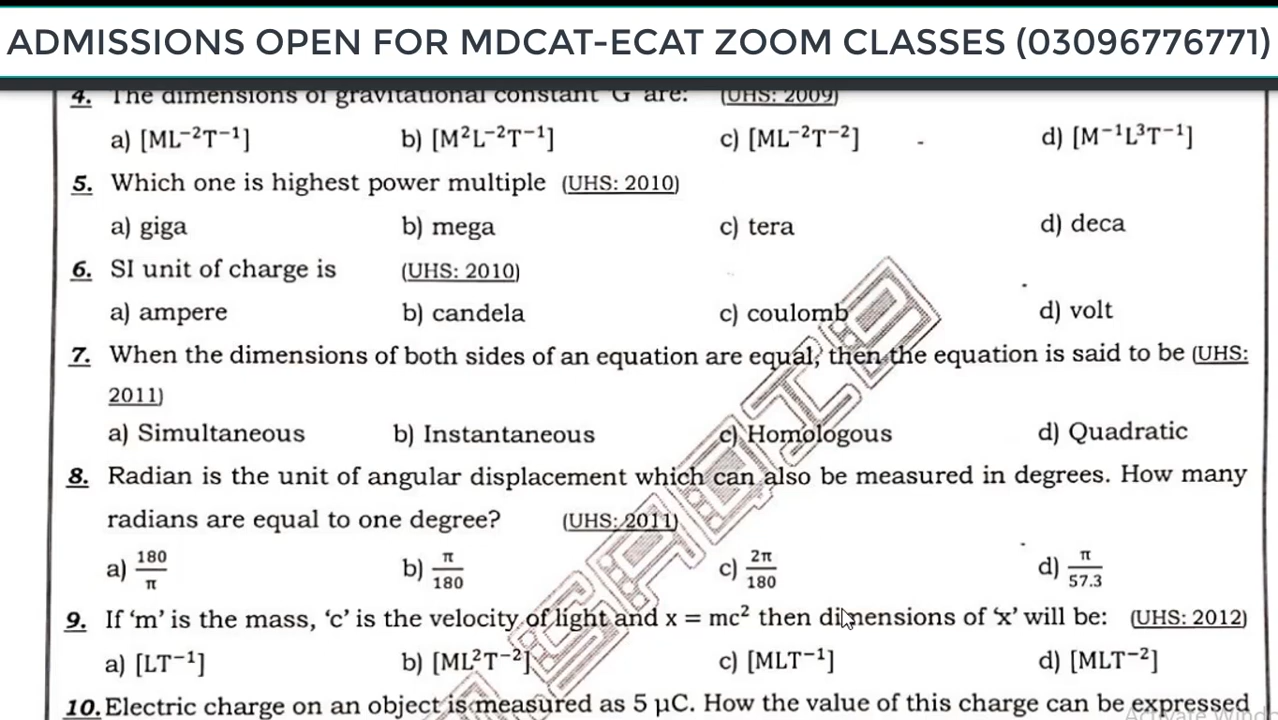 ADMISSIONS OPEN FOR MDCAT-ECAT ZOOM CLASSES (03096776771)
4. The dimensions of gravitational constant 'G' are: (UHS: 2009)
a) [ML⁻²T⁻¹] b) [M²L⁻²T⁻¹] c) [ML⁻²T⁻²] d) [M⁻¹L³T⁻¹]
5. Which one is highest power multiple (UHS: 2010)
a) giga b) mega c) tera d) deca
6. SI unit of charge is (UHS: 2010)
a) ampere b) candela c) coulomb d) volt
7. When the dimensions of both sides of an equation are equal, then the equation is said to be (UHS:
2011)
a) Simultaneous b) Instantaneous c) Homologous d) Quadratic
8. Radian is the unit of angular displacement which can also be measured in degrees. How many
radians are equal to one degree? (UHS: 2011)
a) 180/π b) π/180 c) 2π/180 d) π/57.3
9. If 'm' is the mass, 'c' is the velocity of light and x = mc² then dimensions of 'x' will be: (UHS: 2012)
a) [LT⁻¹] b) [ML²T⁻²] c) [MLT⁻¹] d) [MLT⁻²]
10. Electric charge on an object is measured as 5 µC. How the value of this charge can be expressed